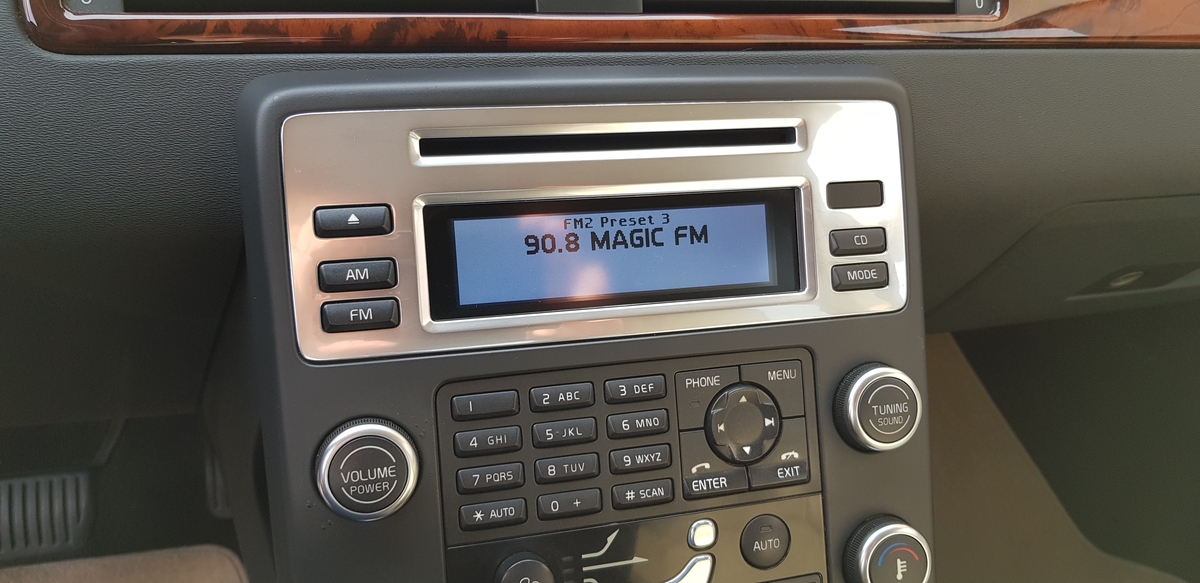 FM2 Preset 3
90.8 MAGIC FM
AM
FM
CD
MODE
1
2 ABC
3 DEF
4 GHI
5-JKL
6 MNO
7 PQRS
8 TUV
9 WXYZ
* AUTO
0 +
# SCAN
PHONE
MENU
ENTER
EXIT
VOLUME
POWER
TUNING
SOUND
AUTO